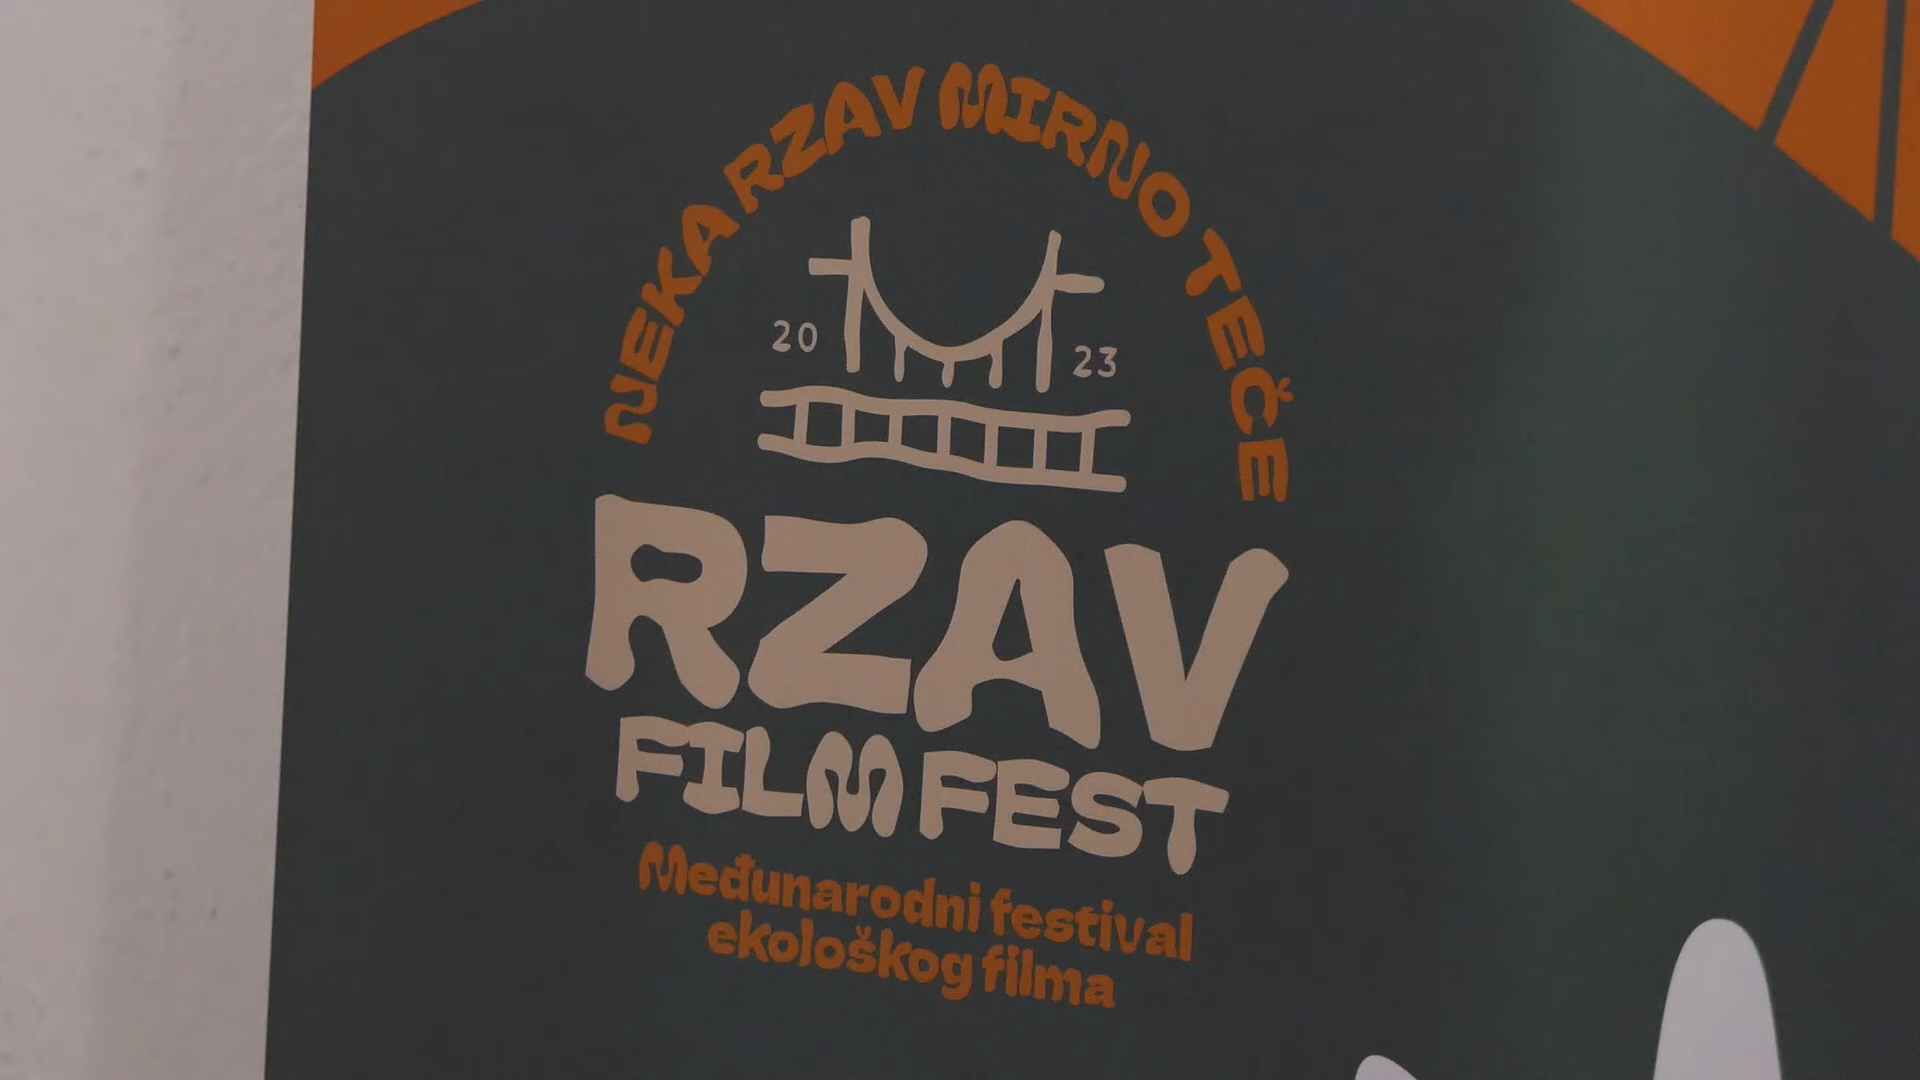 NEKA RZAV MIRNO TEČE
20 23
RZAV
FILM FEST
Međunarodni festival
ekološkog filma